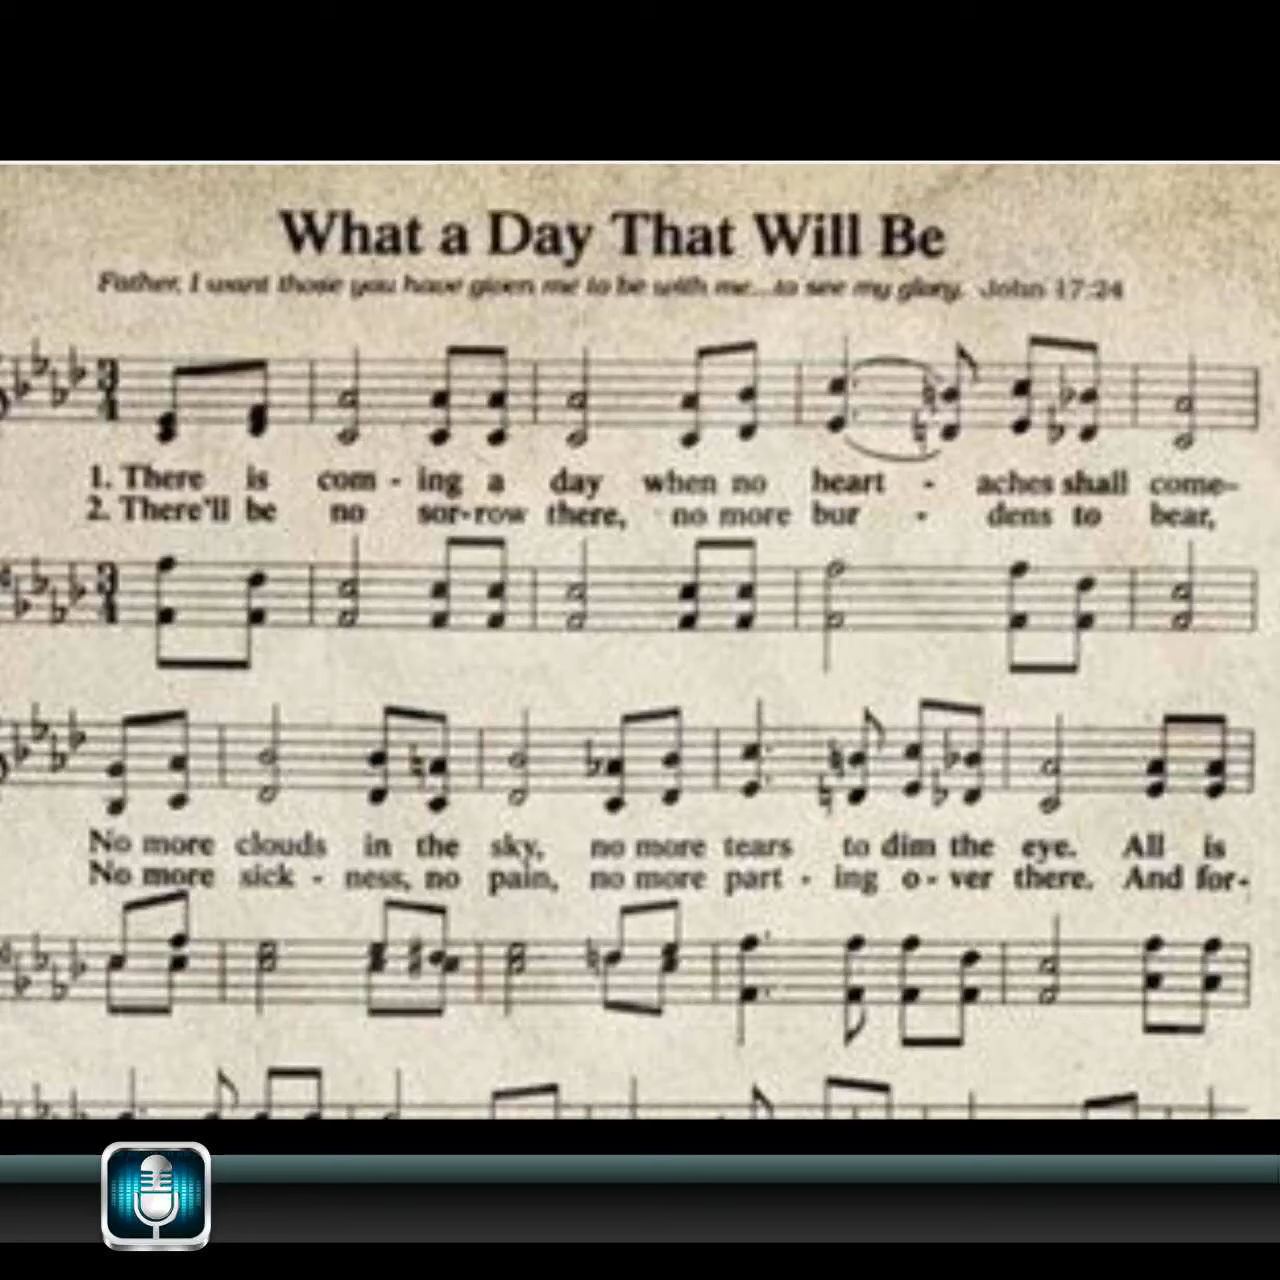 What a Day That Will Be
Father, I want those you have given me to be with me...to see my glory. John 17:24
1. There is com - ing a day when no heart - aches shall come
2. There'll be no sor-row there, no more bur - dens to bear,
No more clouds in the sky, no more tears to dim the eye. All is
No more sick - ness, no pain, no more part - ing o - ver there. And for-